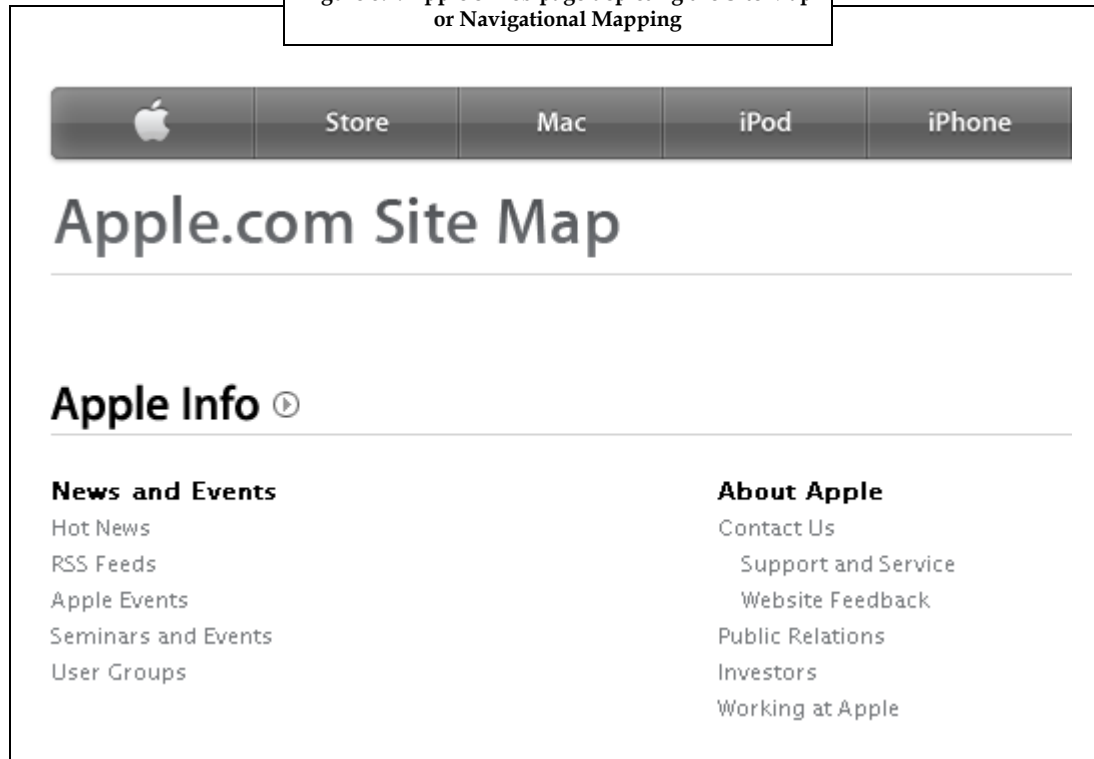 or Navigational Mapping
Store Mac iPod iPhone
Apple.com Site Map
Apple Info
News and Events
Hot News
RSS Feeds
Apple Events
Seminars and Events
User Groups
About Apple
Contact Us
Support and Service
Website Feedback
Public Relations
Investors
Working at Apple